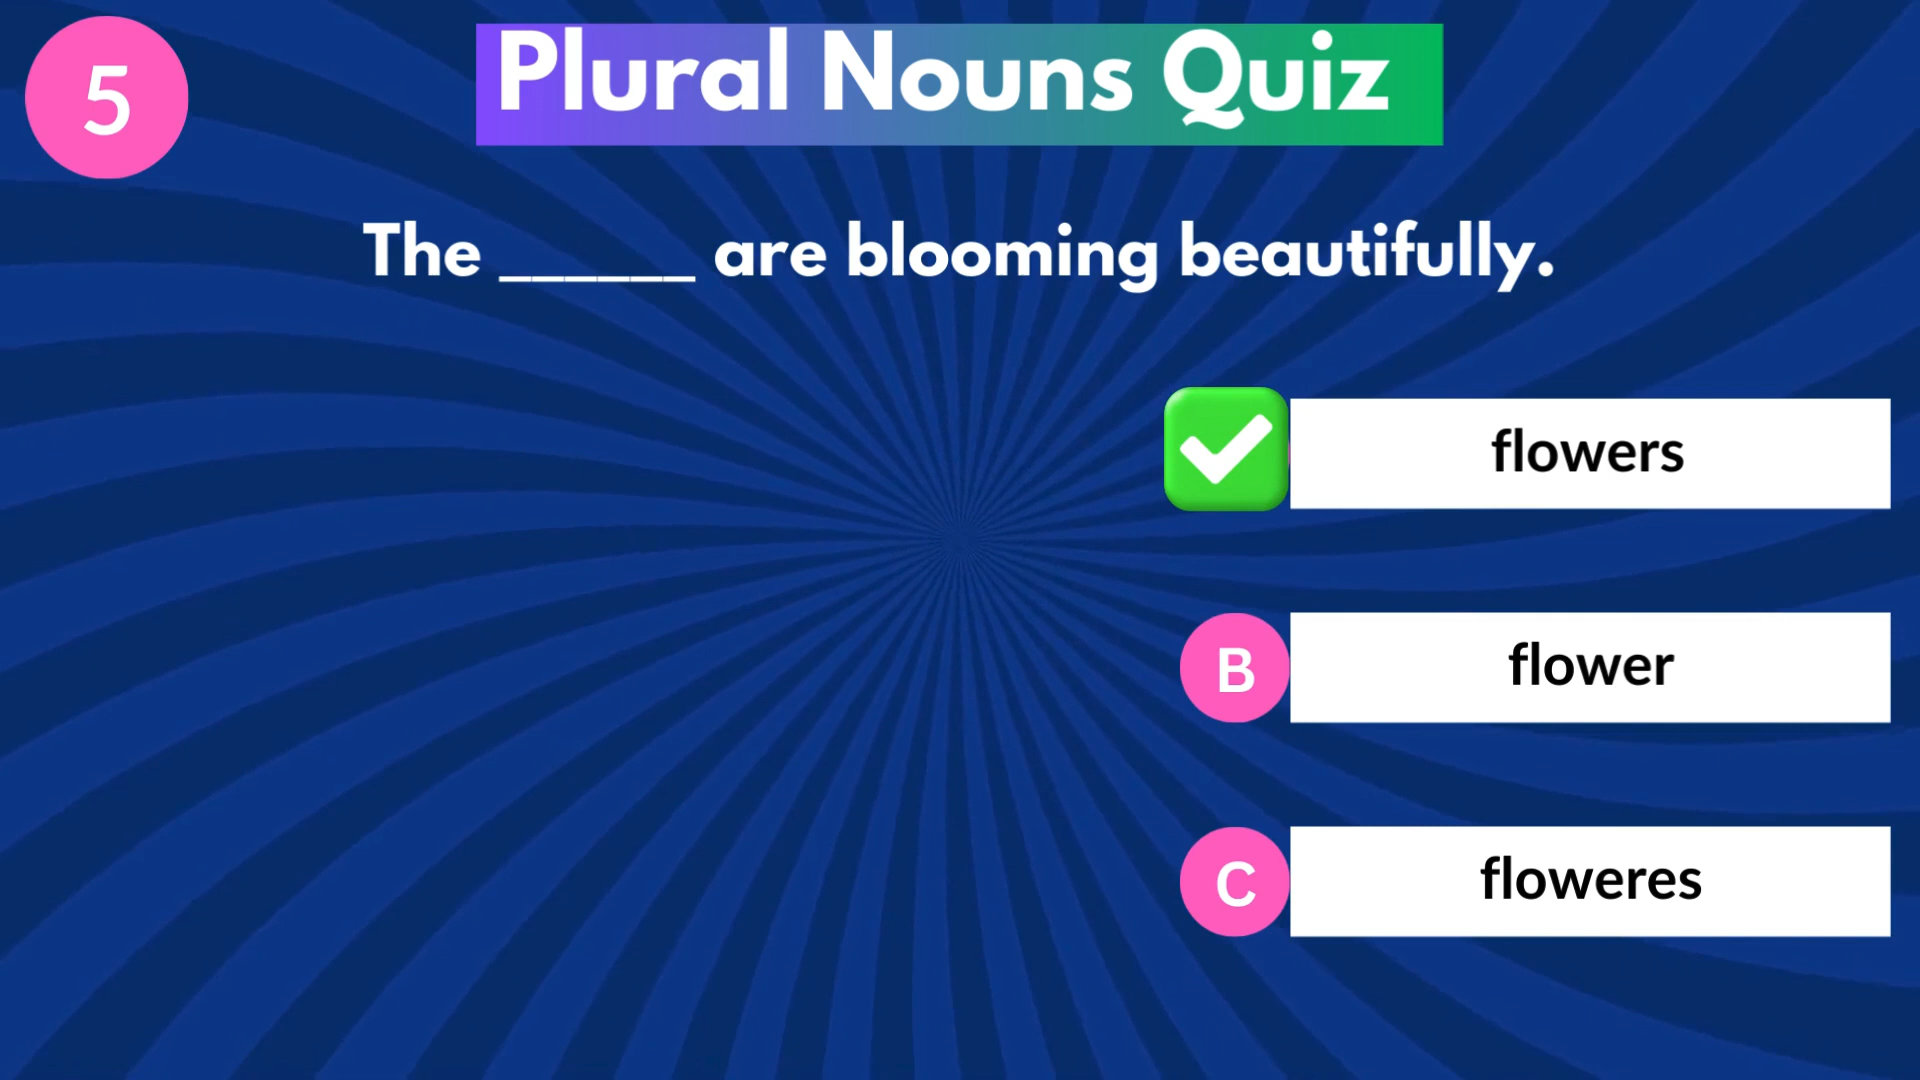 5
Plural Nouns Quiz
The ______ are blooming beautifully.
flowers
B
flower
C
floweres